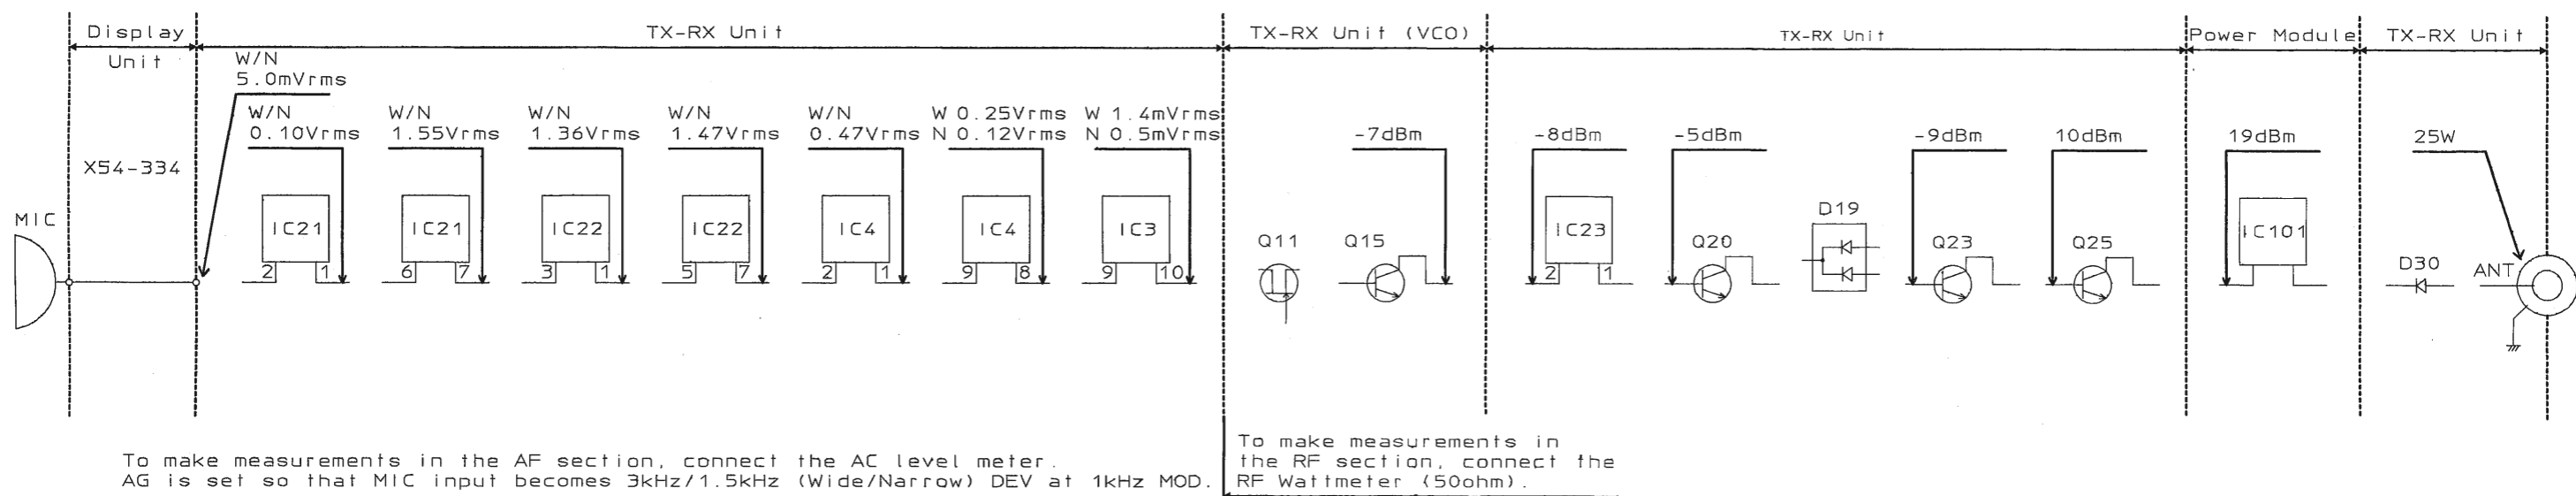 Display
Unit
TX-RX Unit
TX-RX Unit (VCO)
TX-RX Unit
Power Module
TX-RX Unit
W/N
5.0mVrms
W/N
0.10Vrms
W/N
1.55Vrms
W/N
1.36Vrms
W/N
1.47Vrms
W/N
0.47Vrms
W 0.25Vrms
N 0.12Vrms
W 1.4mVrms
N 0.5mVrms
-7dBm
-8dBm
-5dBm
-9dBm
10dBm
19dBm
25W
X54-334
MIC
IC21
2 1
IC21
6 7
IC22
3 1
IC22
5 7
IC4
2 1
IC4
9 8
IC3
9 10
Q11
Q15
IC23
2 1
Q20
D19
Q23
Q25
IC101
D30
ANT
To make measurements in the AF section, connect the AC level meter.
AG is set so that MIC input becomes 3kHz/1.5kHz (Wide/Narrow) DEV at 1kHz MOD.
To make measurements in
the RF section, connect the
RF Wattmeter (50ohm).